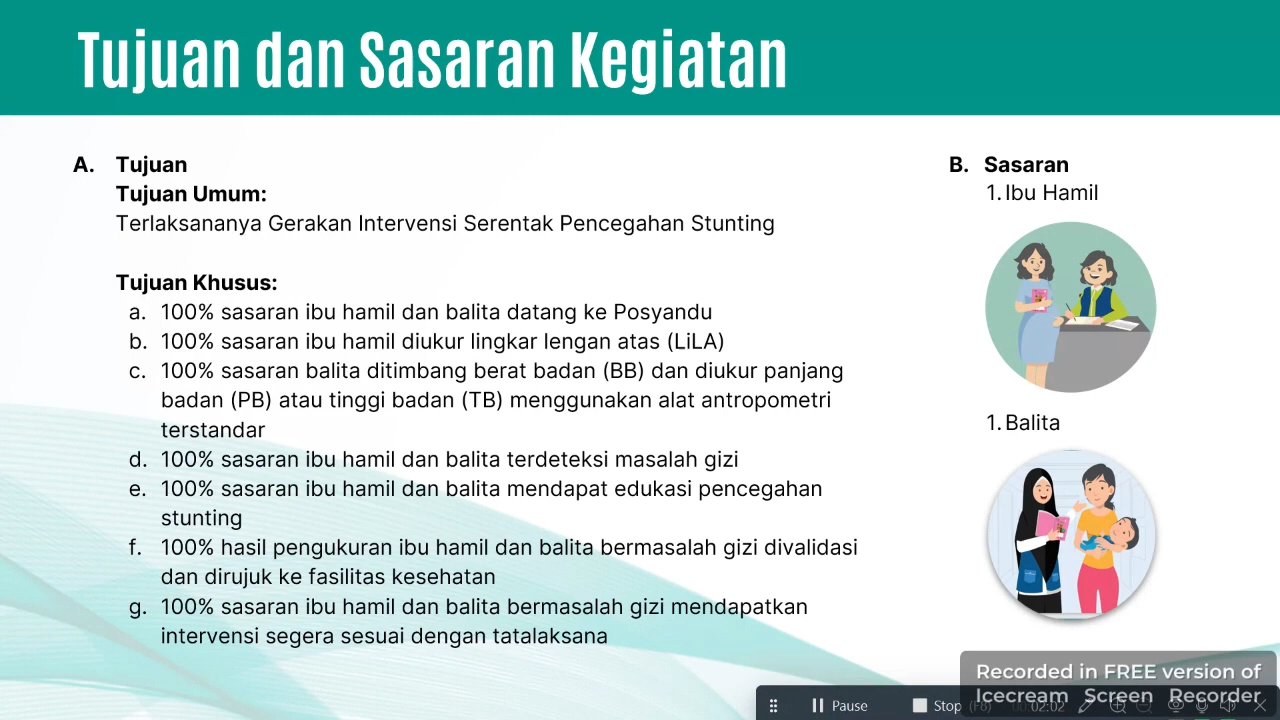 Tujuan dan Sasaran Kegiatan
A. Tujuan
Tujuan Umum:
Terlaksananya Gerakan Intervensi Serentak Pencegahan Stunting
Tujuan Khusus:
a. 100% sasaran ibu hamil dan balita datang ke Posyandu
b. 100% sasaran ibu hamil diukur lingkar lengan atas (LiLA)
c. 100% sasaran balita ditimbang berat badan (BB) dan diukur panjang
badan (PB) atau tinggi badan (TB) menggunakan alat antropometri
terstandar
d. 100% sasaran ibu hamil dan balita terdeteksi masalah gizi
e. 100% sasaran ibu hamil dan balita mendapat edukasi pencegahan
stunting
f. 100% hasil pengukuran ibu hamil dan balita bermasalah gizi divalidasi
dan dirujuk ke fasilitas kesehatan
g. 100% sasaran ibu hamil dan balita bermasalah gizi mendapatkan
intervensi segera sesuai dengan tatalaksana
B. Sasaran
1. Ibu Hamil
1. Balita
Recorded in FREE version of
Icecream Screen Recorder
Pause
Stop (F8)
00:02:02